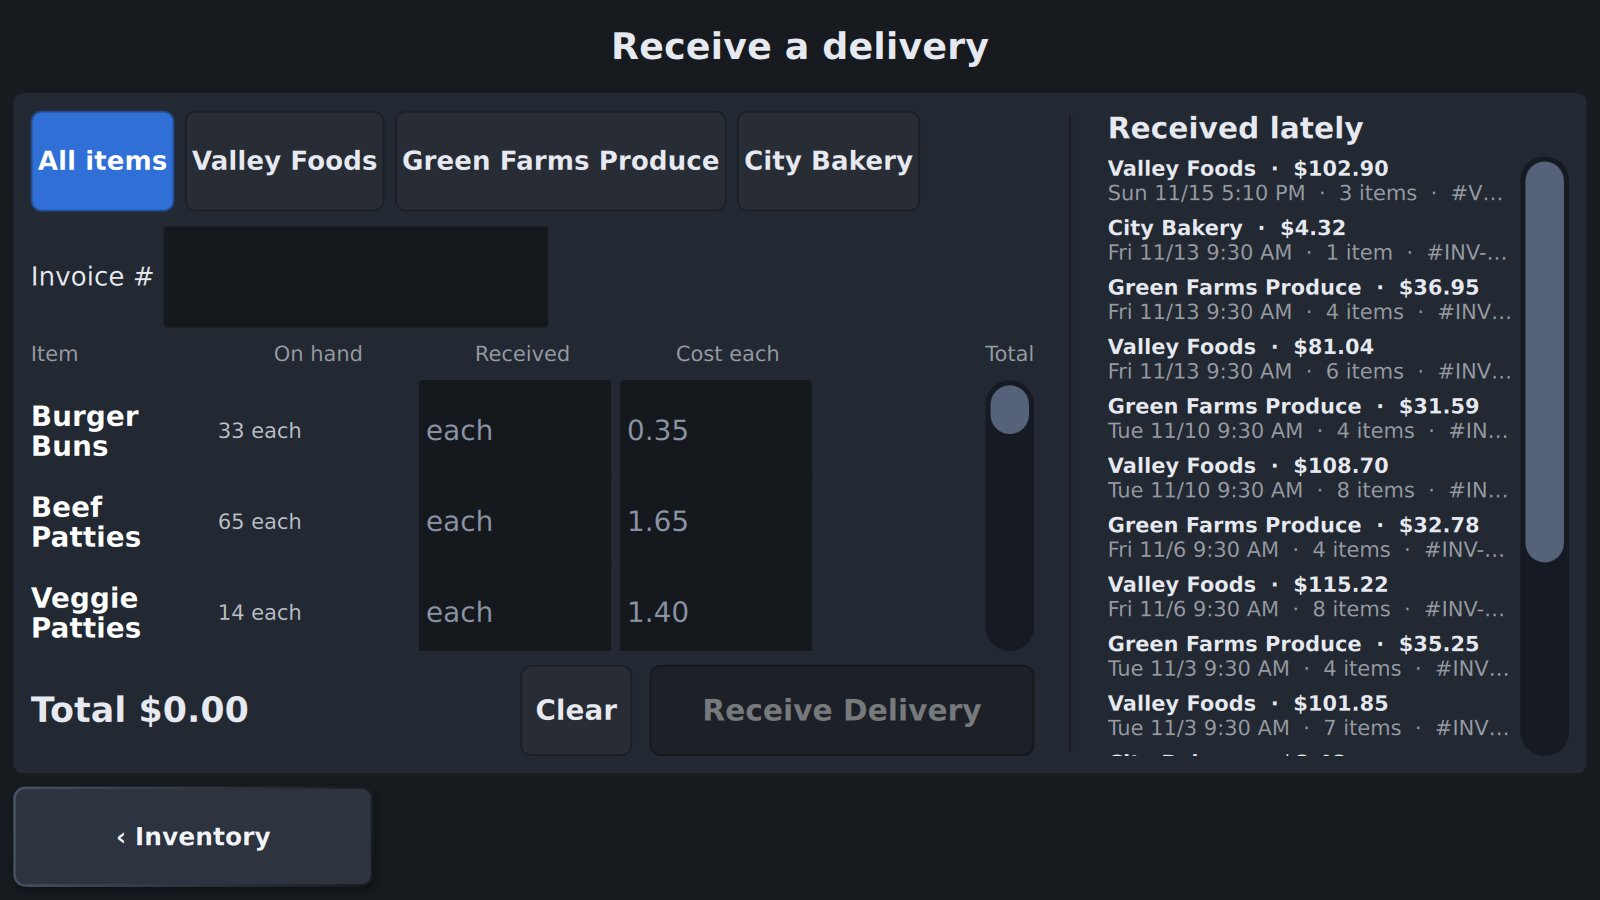 Receive a delivery
All items
Valley Foods
Green Farms Produce
City Bakery
Invoice #
Item On hand Received Cost each Total
Burger Buns 33 each each 0.35
Beef Patties 65 each each 1.65
Veggie Patties 14 each each 1.40
Total $0.00
Clear
Receive Delivery
Received lately
Valley Foods · $102.90
Sun 11/15 5:10 PM · 3 items · #V…
City Bakery · $4.32
Fri 11/13 9:30 AM · 1 item · #INV-…
Green Farms Produce · $36.95
Fri 11/13 9:30 AM · 4 items · #INV…
Valley Foods · $81.04
Fri 11/13 9:30 AM · 6 items · #INV…
Green Farms Produce · $31.59
Tue 11/10 9:30 AM · 4 items · #IN…
Valley Foods · $108.70
Tue 11/10 9:30 AM · 8 items · #IN…
Green Farms Produce · $32.78
Fri 11/6 9:30 AM · 4 items · #INV-…
Valley Foods · $115.22
Fri 11/6 9:30 AM · 8 items · #INV-…
Green Farms Produce · $35.25
Tue 11/3 9:30 AM · 4 items · #INV…
Valley Foods · $101.85
Tue 11/3 9:30 AM · 7 items · #INV…
‹ Inventory